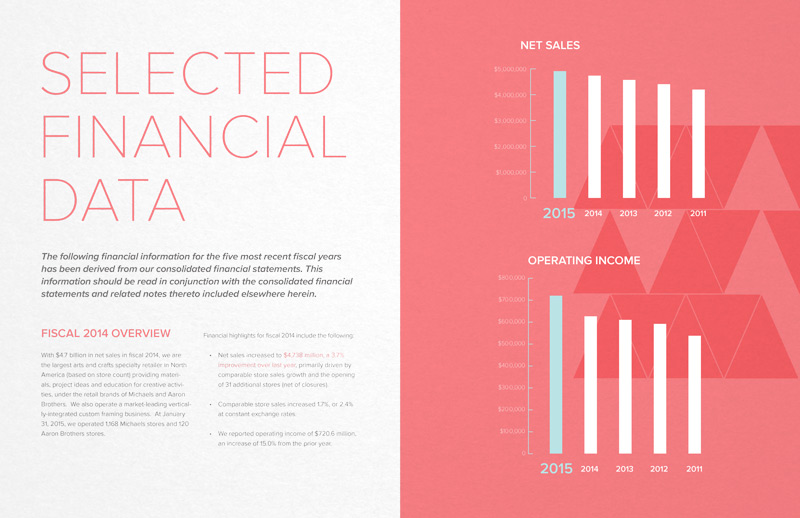 SELECTED
FINANCIAL
DATA
The following financial information for the five most recent fiscal years
has been derived from our consolidated financial statements. This
information should be read in conjunction with the consolidated financial
statements and related notes thereto included elsewhere herein.
FISCAL 2014 OVERVIEW
With $4.7 billion in net sales in fiscal 2014, we are
the largest arts and crafts specialty retailer in North
America (based on store count) providing materi-
als, project ideas and education for creative activi-
ties, under the retail brands of Michaels and Aaron
Brothers. We also operate a market-leading vertical-
ly-integrated custom framing business. At January
31, 2015, we operated 1,168 Michaels stores and 120
Aaron Brothers stores.
Financial highlights for fiscal 2014 include the following:
• Net sales increased to $4,738 million, a 3.7%
improvement over last year, primarily driven by
comparable store sales growth and the opening
of 31 additional stores (net of closures).
• Comparable store sales increased 1.7%, or 2.4%
at constant exchange rates.
• We reported operating income of $720.6 million,
an increase of 15.0% from the prior year.
NET SALES
$5,000,000
$4,000,000
$3,000,000
$2,000,000
$1,000,000
0
2015 2014 2013 2012 2011
OPERATING INCOME
$800,000
$700,000
$600,000
$500,000
$400,000
$300,000
$200,000
$100,000
0
2015 2014 2013 2012 2011